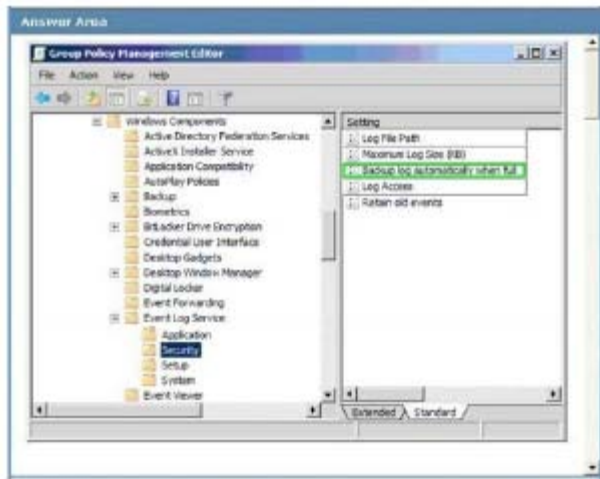 Answer Area
Group Policy Management Editor
File Action View Help
Windows Components
Active Directory Federation Services
ActiveX Installer Service
Application Compatibility
AutoPlay Policies
Backup
Biometrics
BitLocker Drive Encryption
Credential User Interface
Desktop Gadgets
Desktop Window Manager
Digital Locker
Event Forwarding
Event Log Service
Application
Security
Setup
System
Event Viewer
Setting
Log File Path
Maximum Log Size (KB)
Backup log automatically when full
Log Access
Retain old events
Extended Standard